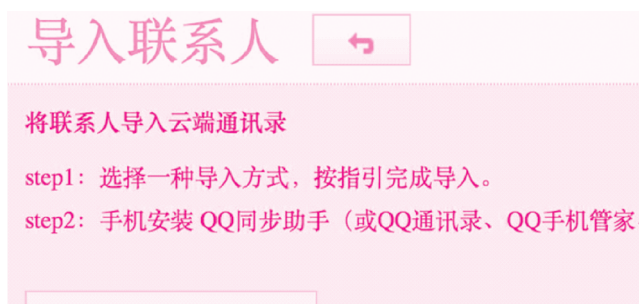 导入联系人
将联系人导入云端通讯录
step1：选择一种导入方式，按指引完成导入。
step2：手机安装 QQ同步助手（或QQ通讯录、QQ手机管家